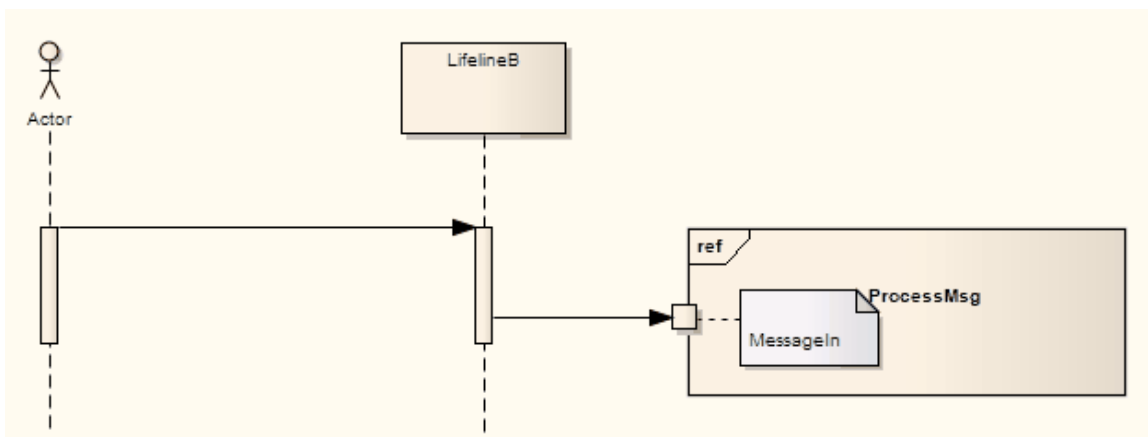 LifelineB
Actor
ref
ProcessMsg
MessageIn